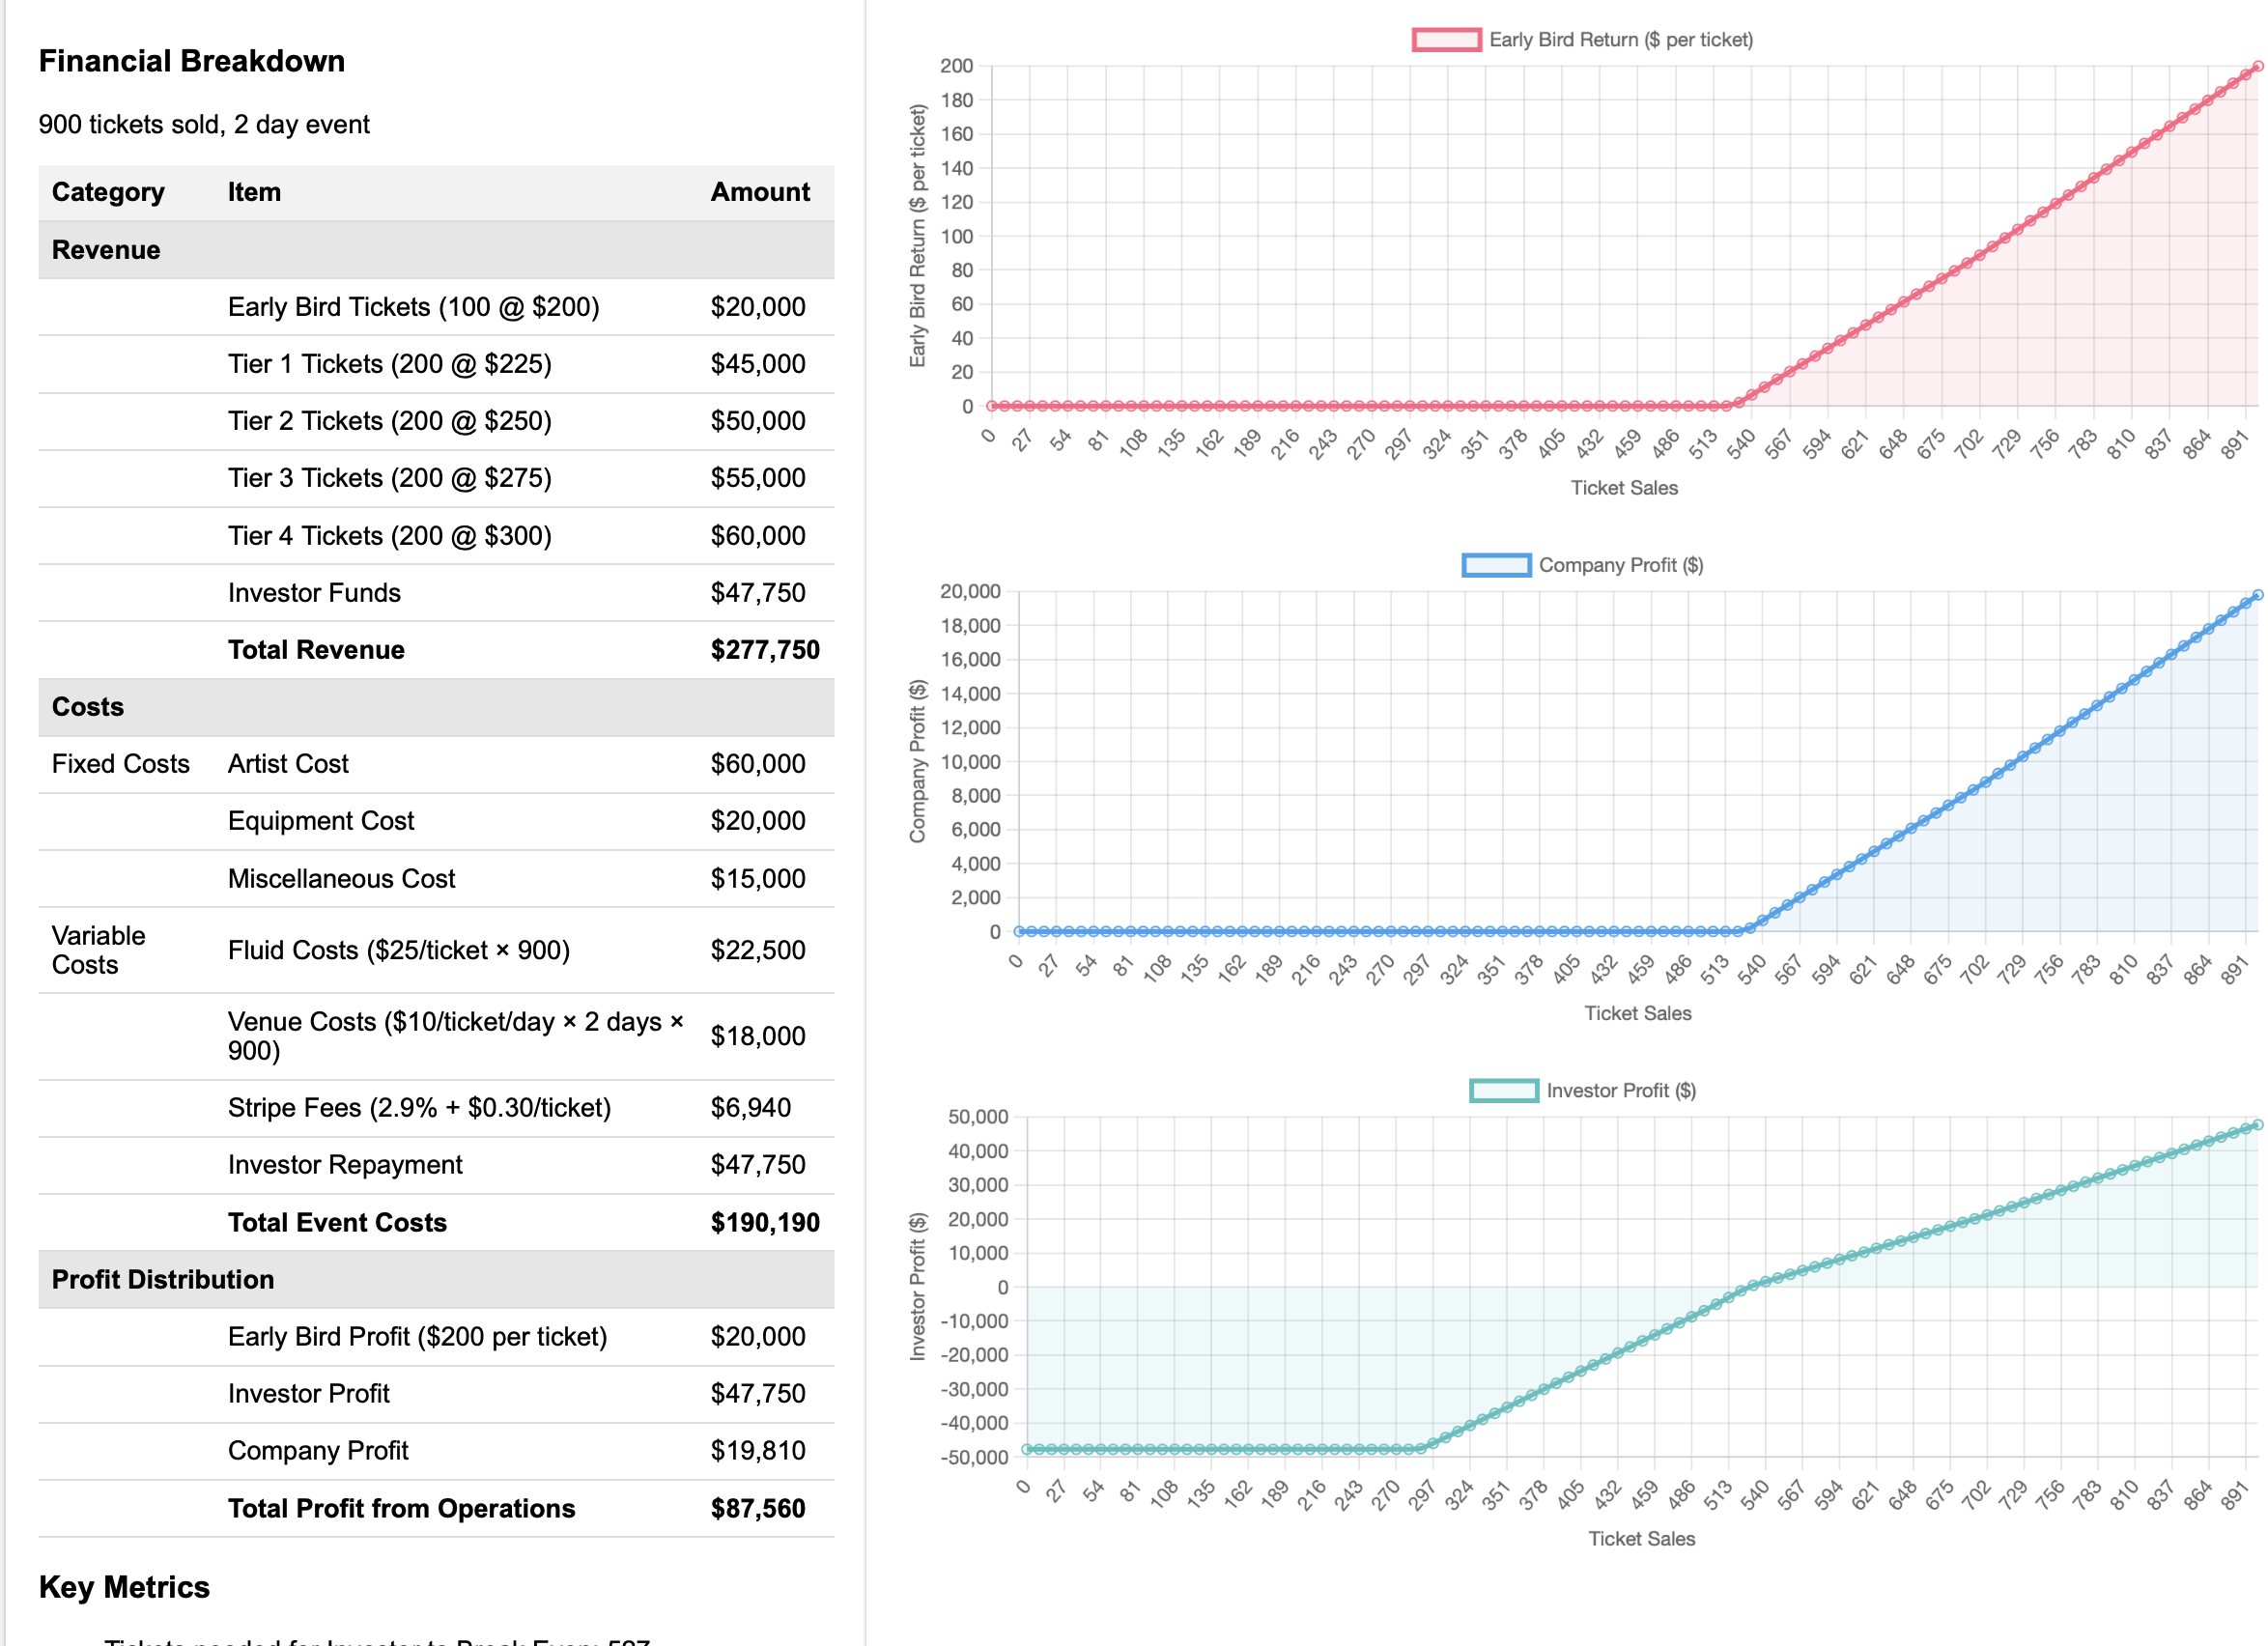 Financial Breakdown
900 tickets sold, 2 day event
Category Item Amount
Revenue
Early Bird Tickets (100 @ $200) $20,000
Tier 1 Tickets (200 @ $225) $45,000
Tier 2 Tickets (200 @ $250) $50,000
Tier 3 Tickets (200 @ $275) $55,000
Tier 4 Tickets (200 @ $300) $60,000
Investor Funds $47,750
Total Revenue $277,750
Costs
Fixed Costs Artist Cost $60,000
Equipment Cost $20,000
Miscellaneous Cost $15,000
Variable
Costs
Fluid Costs ($25/ticket × 900) $22,500
Venue Costs ($10/ticket/day × 2 days ×
900)
$18,000
Stripe Fees (2.9% + $0.30/ticket) $6,940
Investor Repayment $47,750
Total Event Costs $190,190
Profit Distribution
Early Bird Profit ($200 per ticket) $20,000
Investor Profit $47,750
Company Profit $19,810
Total Profit from Operations $87,560
Key Metrics
Tickets needed for Investor to Break Even: 527
Early Bird Return ($ per ticket)
Early Bird Return ($ per ticket)
200
180
160
140
120
100
80
60
40
20
0
0 27 54 81 108 135 162 189 216 243 270 297 324 351 378 405 432 459 486 513 540 567 594 621 648 675 702 729 756 783 810 837 864 891
Ticket Sales
Company Profit ($)
Company Profit ($)
20,000
18,000
16,000
14,000
12,000
10,000
8,000
6,000
4,000
2,000
0
0 27 54 81 108 135 162 189 216 243 270 297 324 351 378 405 432 459 486 513 540 567 594 621 648 675 702 729 756 783 810 837 864 891
Ticket Sales
Investor Profit ($)
Investor Profit ($)
50,000
40,000
30,000
20,000
10,000
0
-10,000
-20,000
-30,000
-40,000
-50,000
0 27 54 81 108 135 162 189 216 243 270 297 324 351 378 405 432 459 486 513 540 567 594 621 648 675 702 729 756 783 810 837 864 891
Ticket Sales